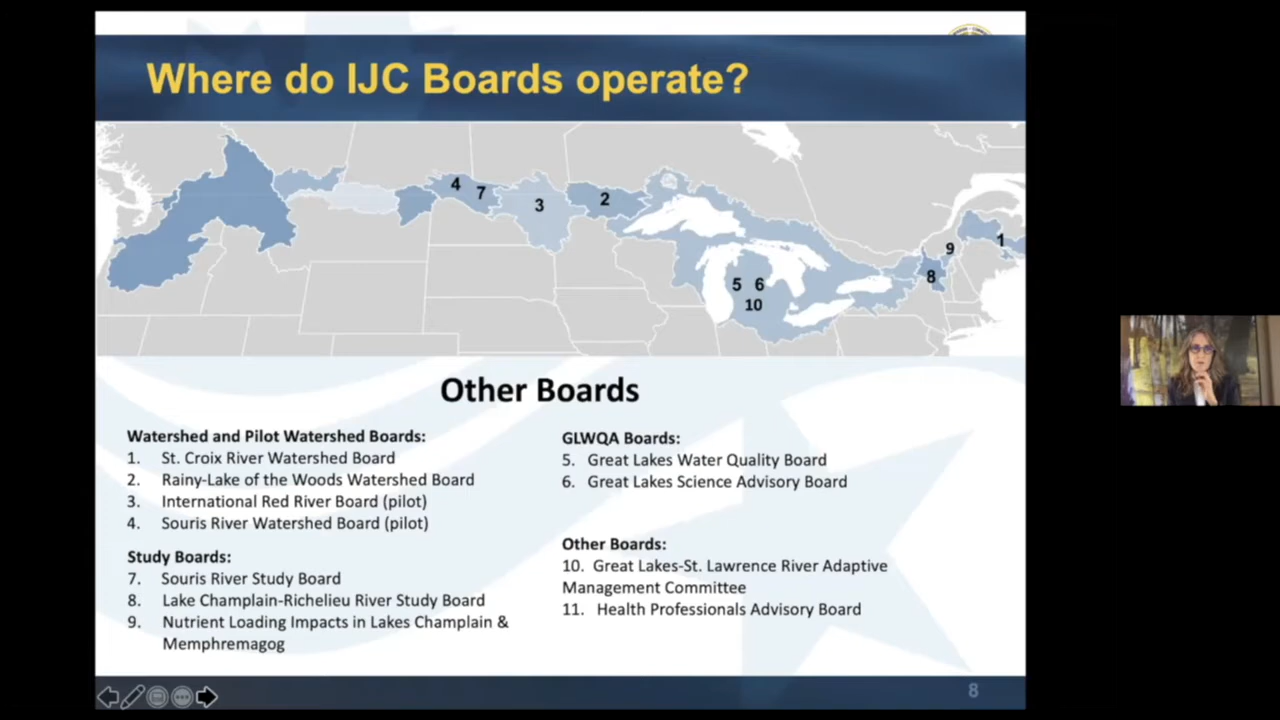 Where do IJC Boards operate?
4
7
3
2
9
1
8
5 6
10
Other Boards
Watershed and Pilot Watershed Boards:
1. St. Croix River Watershed Board
2. Rainy-Lake of the Woods Watershed Board
3. International Red River Board (pilot)
4. Souris River Watershed Board (pilot)
Study Boards:
7. Souris River Study Board
8. Lake Champlain-Richelieu River Study Board
9. Nutrient Loading Impacts in Lakes Champlain &
Memphremagog
GLWQA Boards:
5. Great Lakes Water Quality Board
6. Great Lakes Science Advisory Board
Other Boards:
10. Great Lakes-St. Lawrence River Adaptive
Management Committee
11. Health Professionals Advisory Board
8